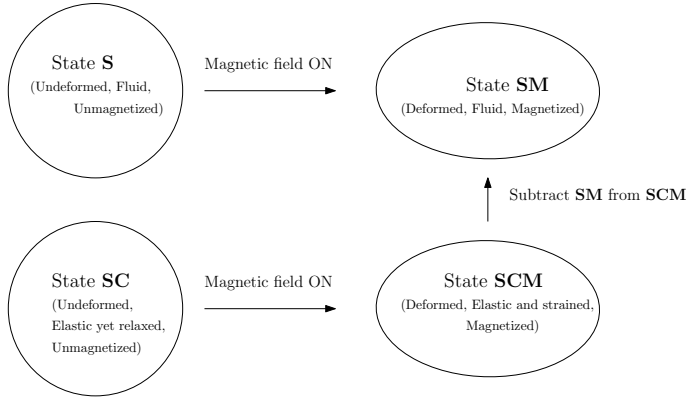 State S
(Undeformed, Fluid,
Unmagnetized)
Magnetic field ON
State SM
(Deformed, Fluid, Magnetized)
Subtract SM from SCM
State SC
(Undeformed,
Elastic yet relaxed,
Unmagnetized)
Magnetic field ON
State SCM
(Deformed, Elastic and strained,
Magnetized)